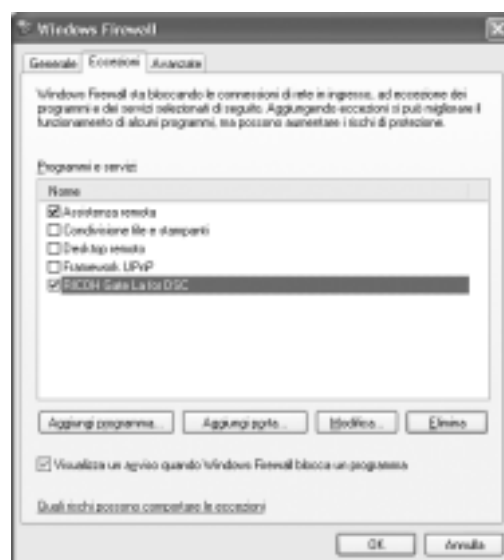 Windows Firewall
Generale Eccezioni Avanzate
Windows Firewall sta bloccando le connessioni di rete in ingresso, ad eccezione dei
programmi e dei servizi selezionati di seguito. Aggiungendo eccezioni si può migliorare il
funzionamento di alcuni programmi, ma possono aumentare i rischi di protezione.
Programmi e servizi:
Nome
Assistenza remota
Condivisione file e stampanti
Desktop remoto
Framework UPnP
RICOH Gate La for DSC
Aggiungi programma... Aggiungi porta... Modifica... Elimina
Visualizza un avviso quando Windows Firewall blocca un programma
Quali rischi possono comportare le eccezioni
OK Annulla